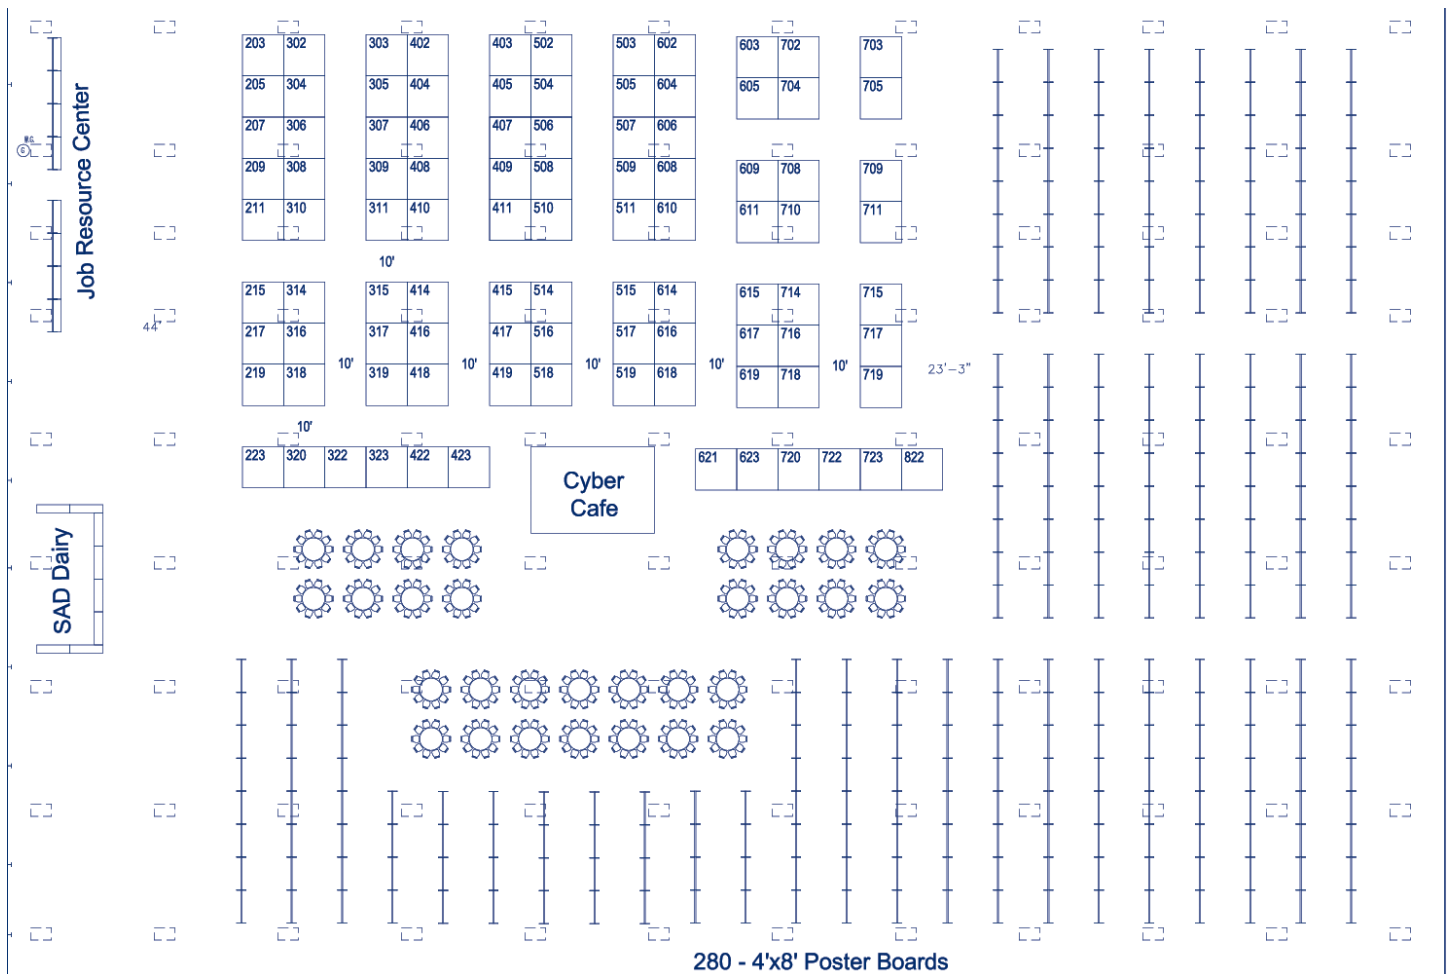 203 302 303 402 403 502 503 602 603 702 703
205 304 305 404 405 504 505 604 605 704 705
207 306 307 406 407 506 507 606
209 308 309 408 409 508 509 608 609 708 709
211 310 311 410 411 510 511 610 611 710 711
Job Resource Center
6
10'
215 314 315 414 415 514 515 614 615 714 715
44'
217 316 317 416 417 516 517 616 617 716 717
10' 10' 10' 10' 10' 23'-3"
219 318 319 418 419 518 519 618 619 718 719
10'
223 320 322 323 422 423 621 623 720 722 723 822
Cyber
Cafe
SAD Dairy
280 - 4'x8' Poster Boards